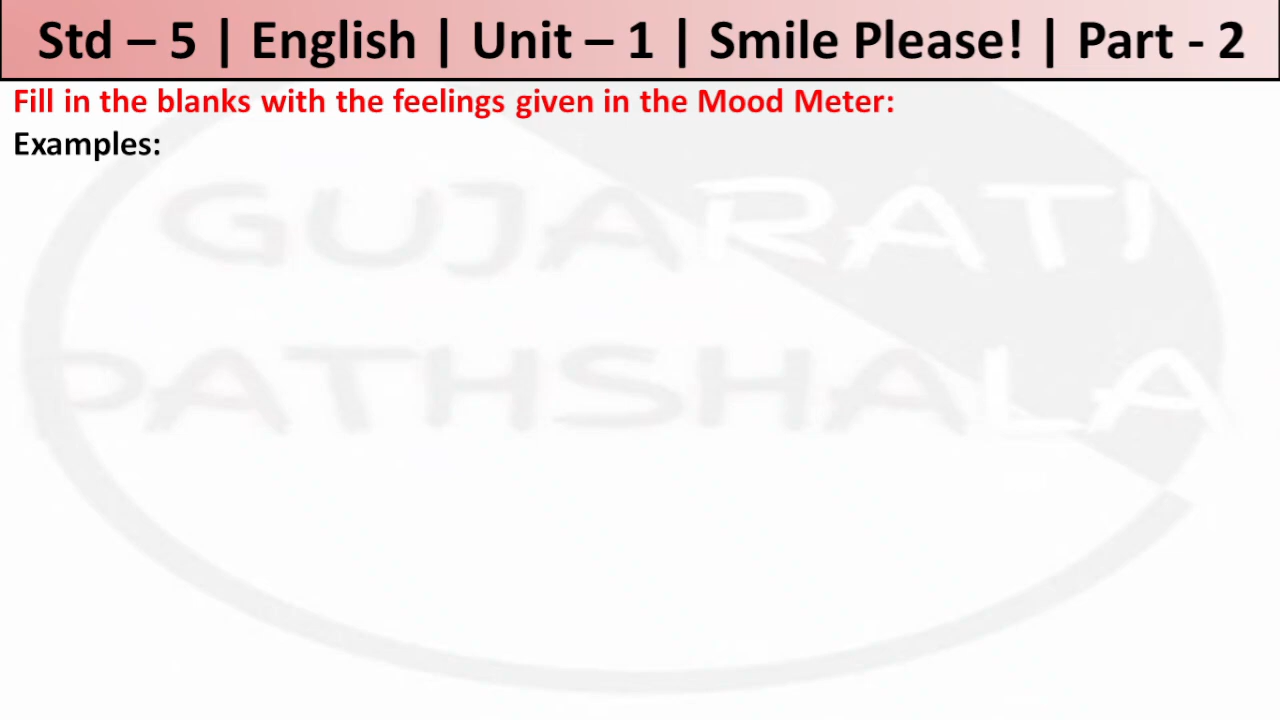 Std – 5 | English | Unit – 1 | Smile Please! | Part - 2
Fill in the blanks with the feelings given in the Mood Meter:
Examples:
GUJARATI
PATHSHALA